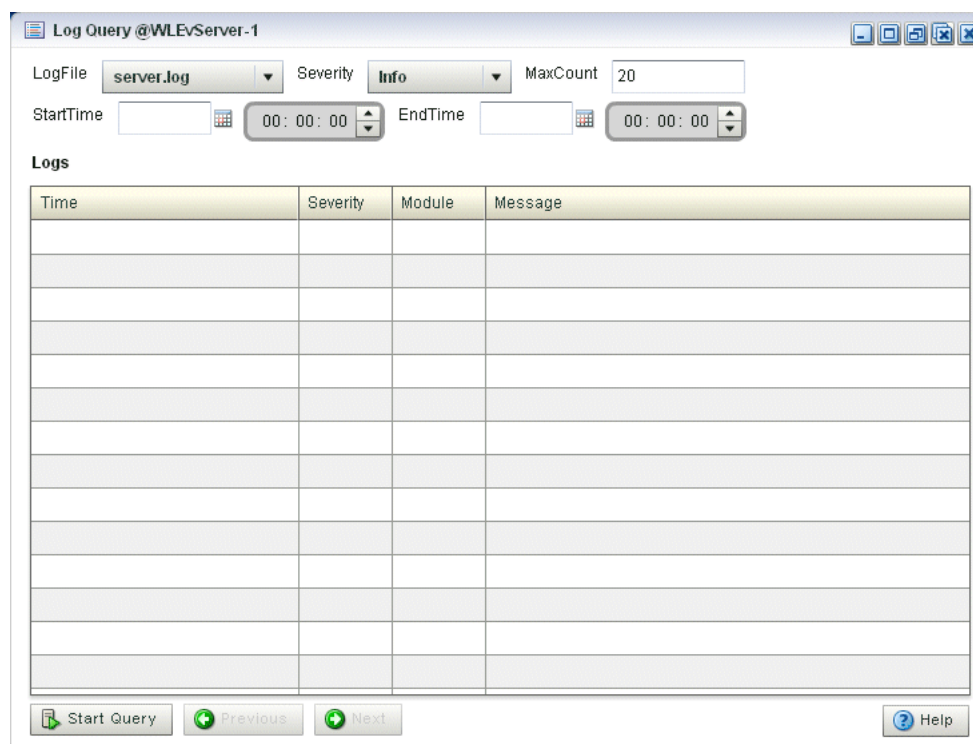 Log Query @WLEvServer-1
LogFile server.log Severity Info MaxCount 20
StartTime 00: 00: 00 EndTime 00: 00: 00
Logs
Time Severity Module Message
Start Query Previous Next Help